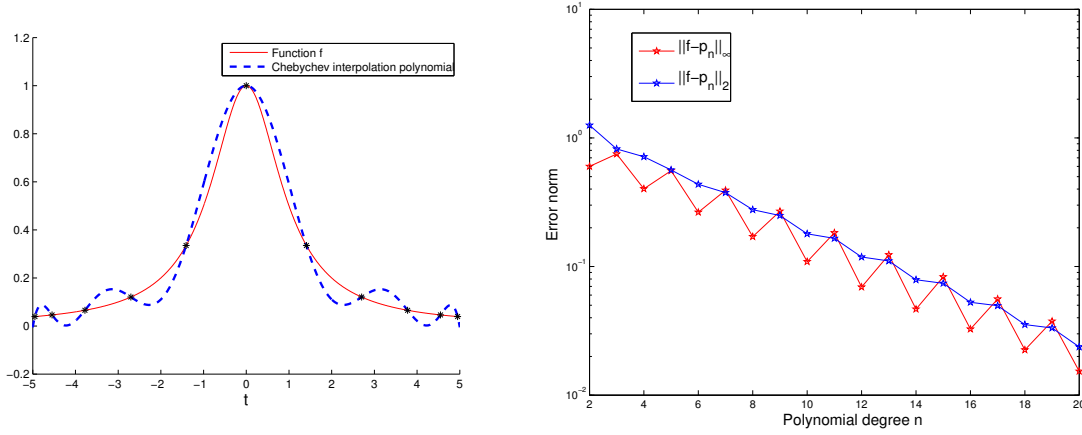 1.2
1
0.8
0.6
0.4
0.2
0
−0.2
−5 −4 −3 −2 −1 0 1 2 3 4 5
t
Function f
Chebychev interpolation polynomial
10^1
10^0
10^−1
10^−2
Error norm
||f−p_n||_∞
||f−p_n||_2
2 4 6 8 10 12 14 16 18 20
Polynomial degree n